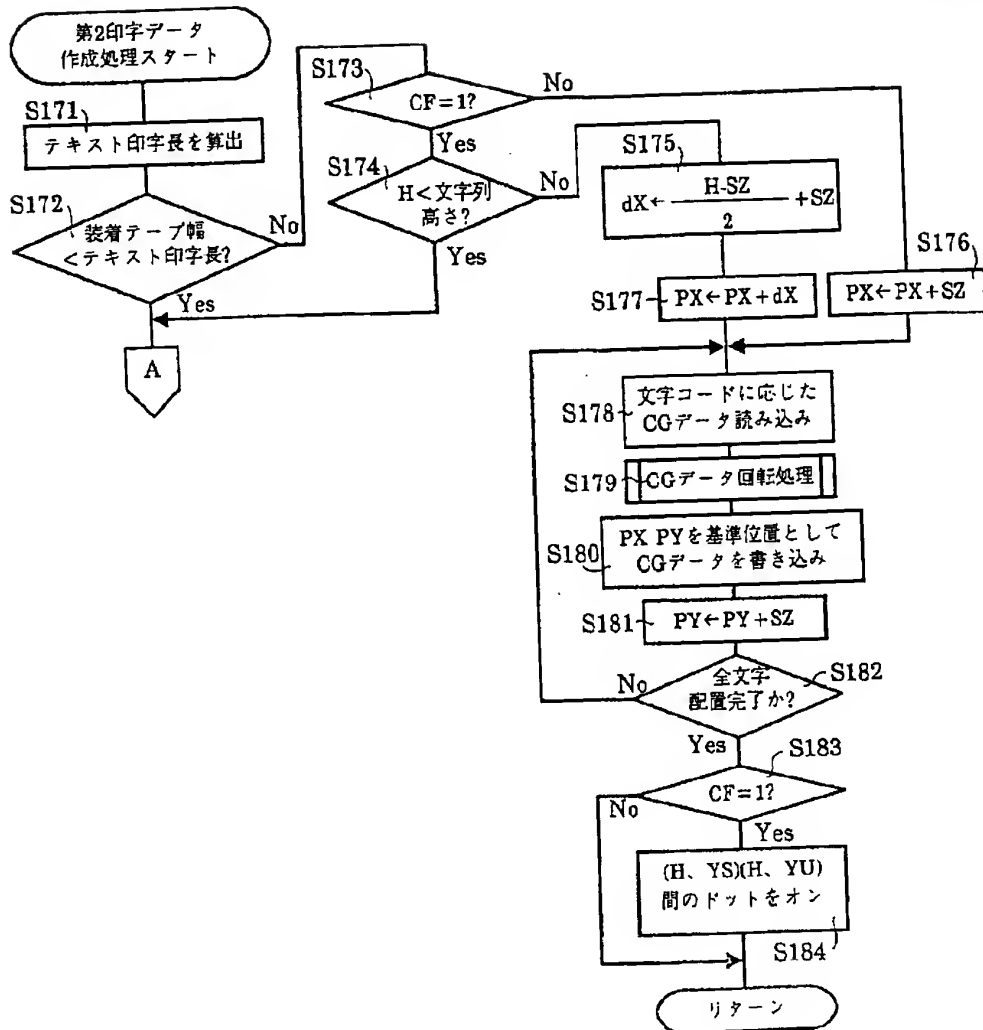 第2印字データ
作成処理スタート
S171
テキスト印字長を算出
S172
装着テープ幅
<テキスト印字長?
No
Yes
A
S173
CF=1?
No
Yes
S174
H<文字列
高さ?
No
Yes
S175
dX← H-SZ / 2 +SZ
S176
PX←PX+SZ
S177
PX←PX+dX
S178
文字コードに応じた
CGデータ読み込み
S179
CGデータ回転処理
S180
PX PYを基準位置として
CGデータを書き込み
S181
PY←PY+SZ
S182
全文字
配置完了か?
No
Yes
S183
CF=1?
No
Yes
(H、YS)(H、YU)
間のドットをオン
S184
リターン